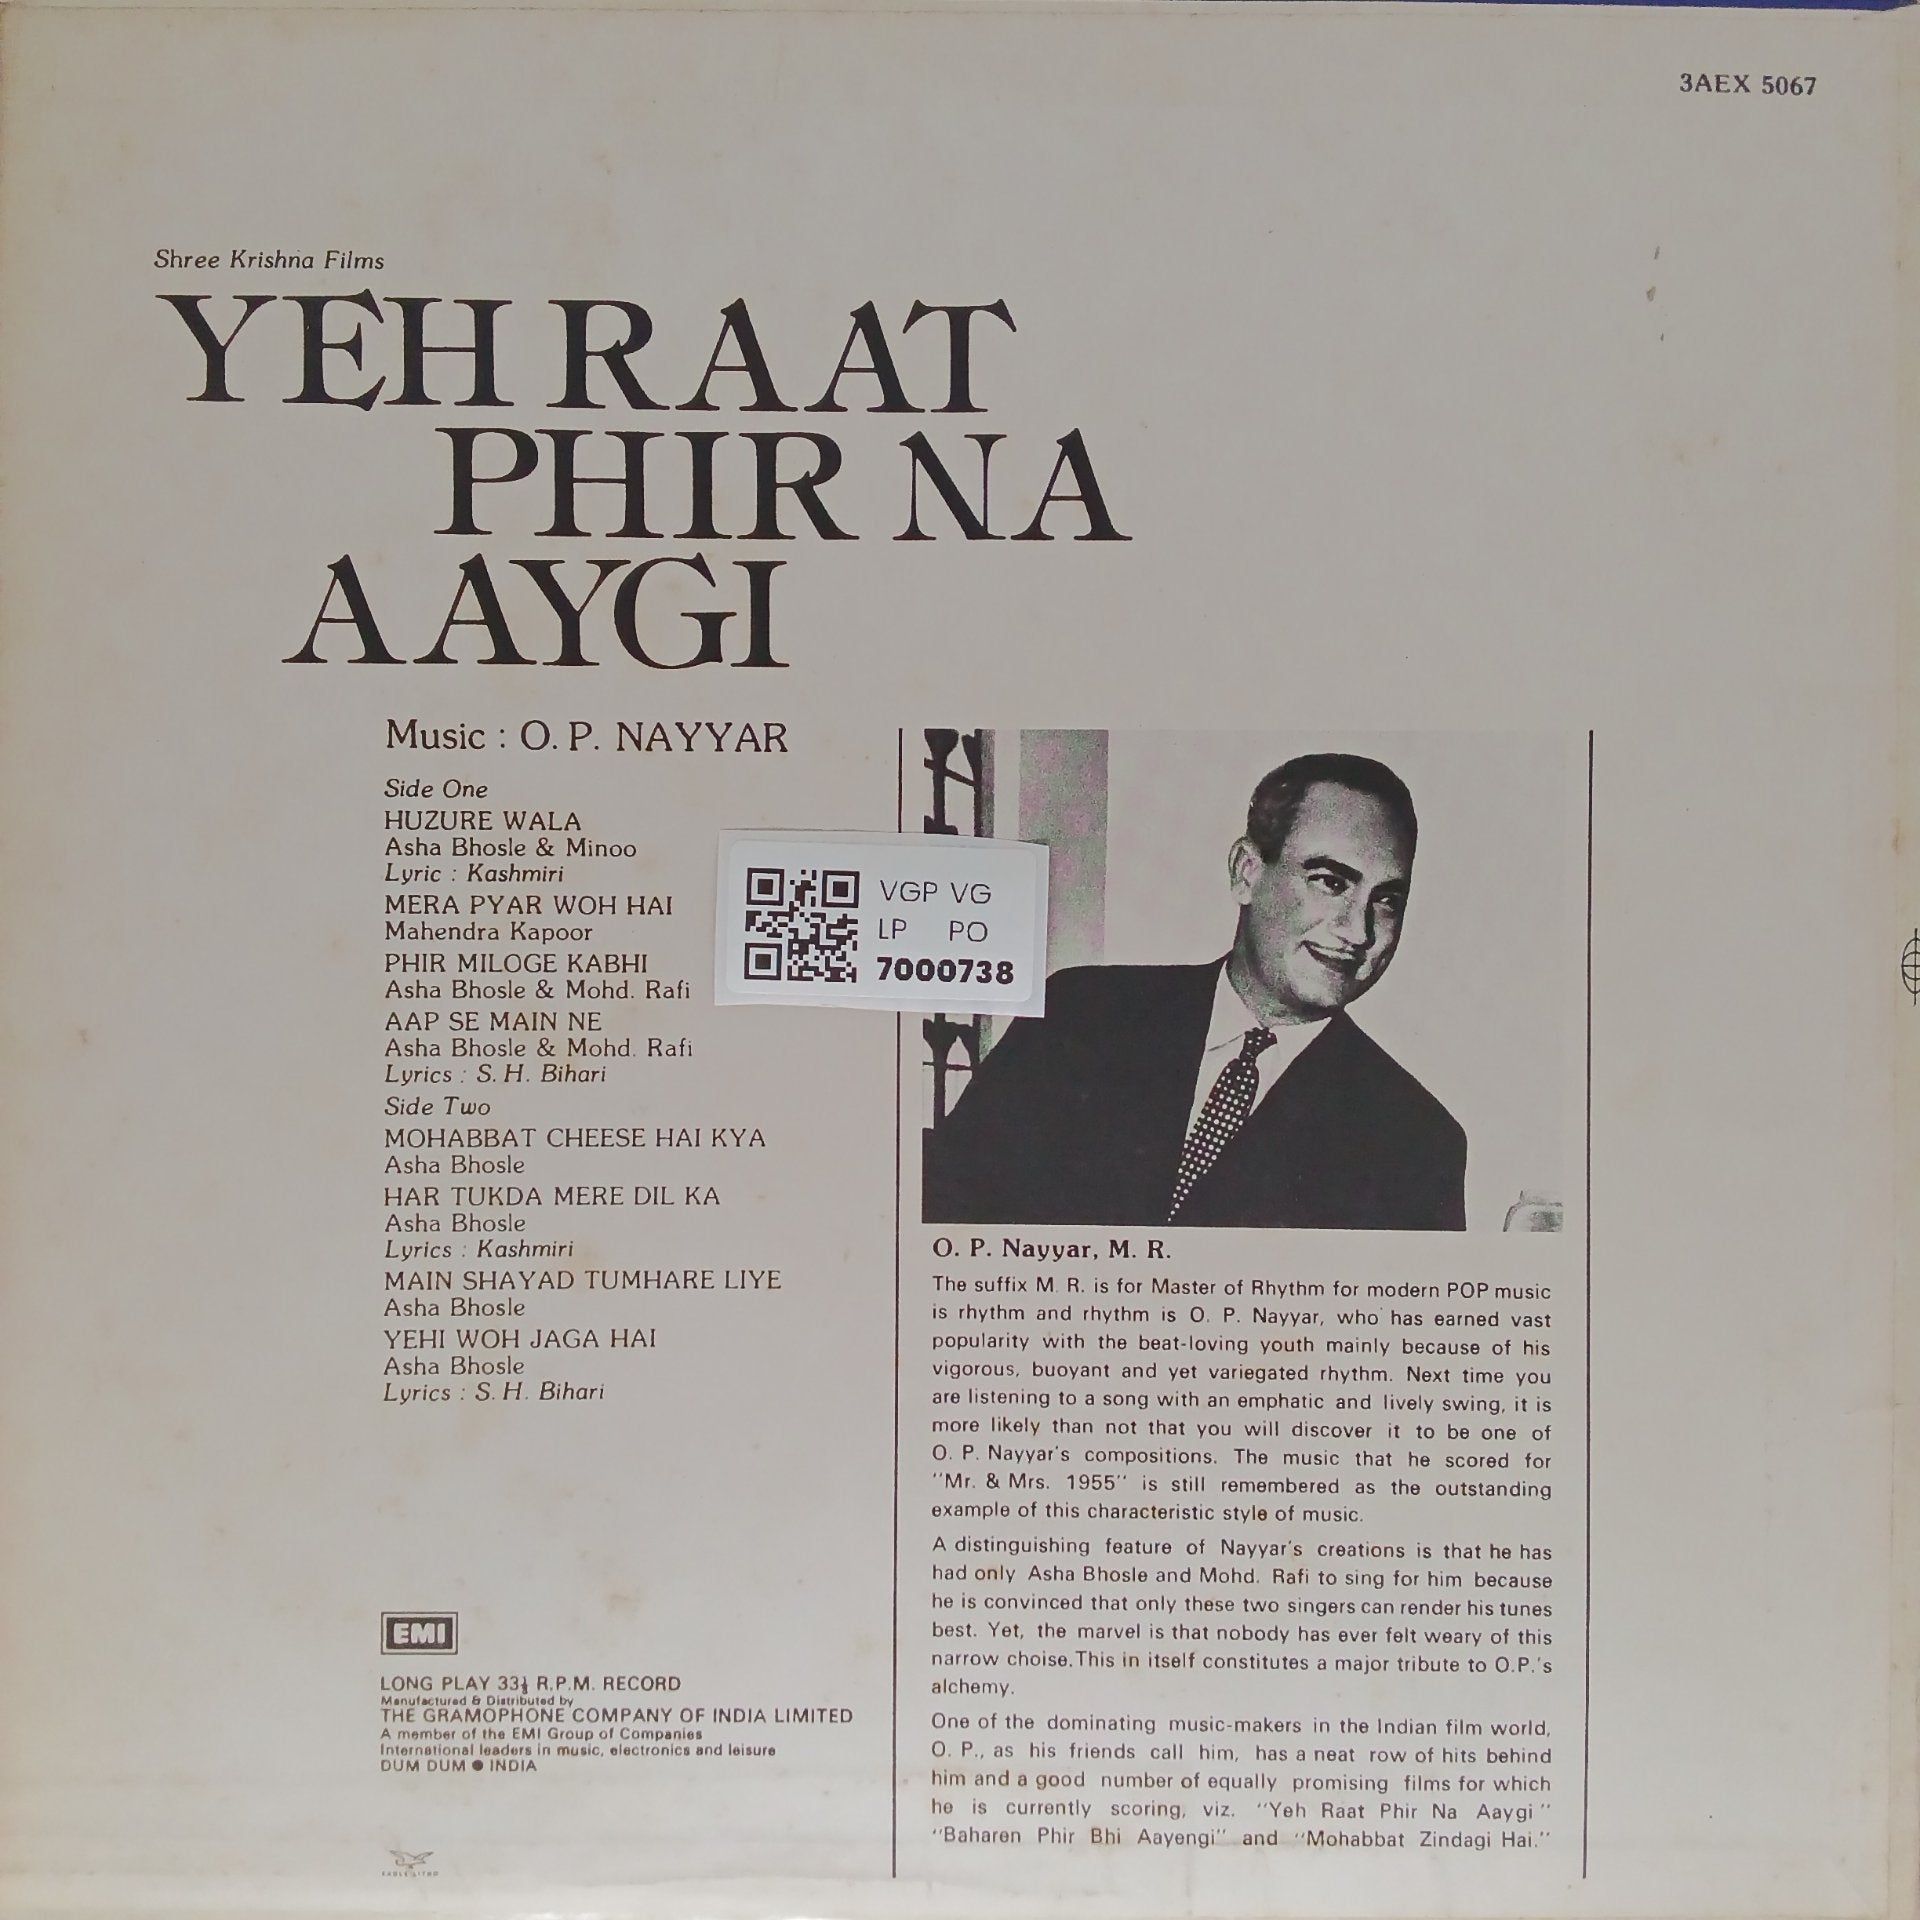 3AEX 5067
Shree Krishna Films
YEH RAAT
PHIR NA
AAYGI
Music : O. P. NAYYAR
Side One
HUZURE WALA
Asha Bhosle & Minoo
Lyric : Kashmiri
MERA PYAR WOH HAI
Mahendra Kapoor
PHIR MILOGE KABHI
Asha Bhosle & Mohd. Rafi
AAP SE MAIN NE
Asha Bhosle & Mohd. Rafi
Lyrics : S. H. Bihari
Side Two
MOHABBAT CHEESE HAI KYA
Asha Bhosle
HAR TUKDA MERE DIL KA
Asha Bhosle
Lyrics : Kashmiri
MAIN SHAYAD TUMHARE LIYE
Asha Bhosle
YEHI WOH JAGA HAI
Asha Bhosle
Lyrics : S. H. Bihari
VGP VG
LP PO
7000738
O. P. Nayyar, M. R.
The suffix M. R. is for Master of Rhythm for modern POP music
is rhythm and rhythm is O. P. Nayyar, who has earned vast
popularity with the beat-loving youth mainly because of his
vigorous, buoyant and yet variegated rhythm. Next time you
are listening to a song with an emphatic and lively swing, it is
more likely than not that you will discover it to be one of
O. P. Nayyar's compositions. The music that he scored for
"Mr. & Mrs. 1955" is still remembered as the outstanding
example of this characteristic style of music.
A distinguishing feature of Nayyar's creations is that he has
had only Asha Bhosle and Mohd. Rafi to sing for him because
he is convinced that only these two singers can render his tunes
best. Yet, the marvel is that nobody has ever felt weary of this
narrow choise. This in itself constitutes a major tribute to O.P.'s
alchemy.
One of the dominating music-makers in the Indian film world,
O. P., as his friends call him, has a neat row of hits behind
him and a good number of equally promising films for which
he is currently scoring, viz. "Yeh Raat Phir Na Aaygi"
"Baharen Phir Bhi Aayengi" and "Mohabbat Zindagi Hai."
EMI
LONG PLAY 33⅓ R.P.M. RECORD
Manufactured & Distributed by
THE GRAMOPHONE COMPANY OF INDIA LIMITED
A member of the EMI Group of Companies
International leaders in music, electronics and leisure
DUM DUM ● INDIA
EAGLE LITHO